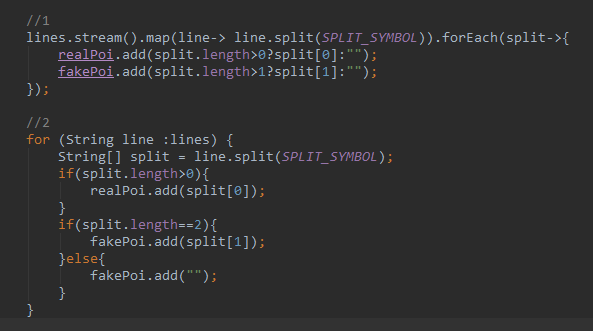 //1
lines.stream().map(line-> line.split(SPLIT_SYMBOL)).forEach(split->{
    realPoi.add(split.length>0?split[0]:"");
    fakePoi.add(split.length>1?split[1]:"");
});

//2
for (String line :lines) {
    String[] split = line.split(SPLIT_SYMBOL);
    if(split.length>0){
        realPoi.add(split[0]);
    }
    if(split.length==2){
        fakePoi.add(split[1]);
    }else{
        fakePoi.add("");
    }
}